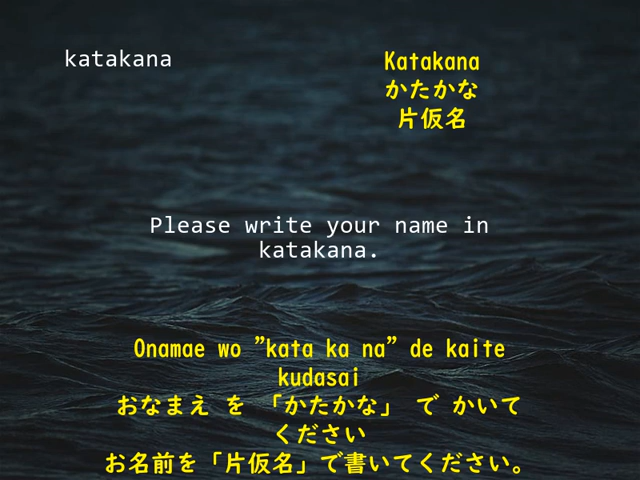 katakana
Katakana
かたかな
片仮名
Please write your name in
katakana.
Onamae wo ”kata ka na” de kaite
kudasai
おなまえ を 「かたかな」 で かいて
ください
お名前を「片仮名」で書いてください。